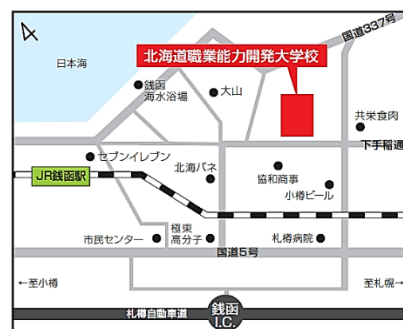 国道337号
日本海
北海道職業能力開発大学校
銭函
海水浴場
大山
共栄食肉
下手稲通
セブンイレブン
JR銭函駅
北海バネ
協和商事
小樽ビール
市民センター
極東
高分子
札樽病院
国道5号
←至小樽
至札幌→
札樽自動車道
銭函
I.C.